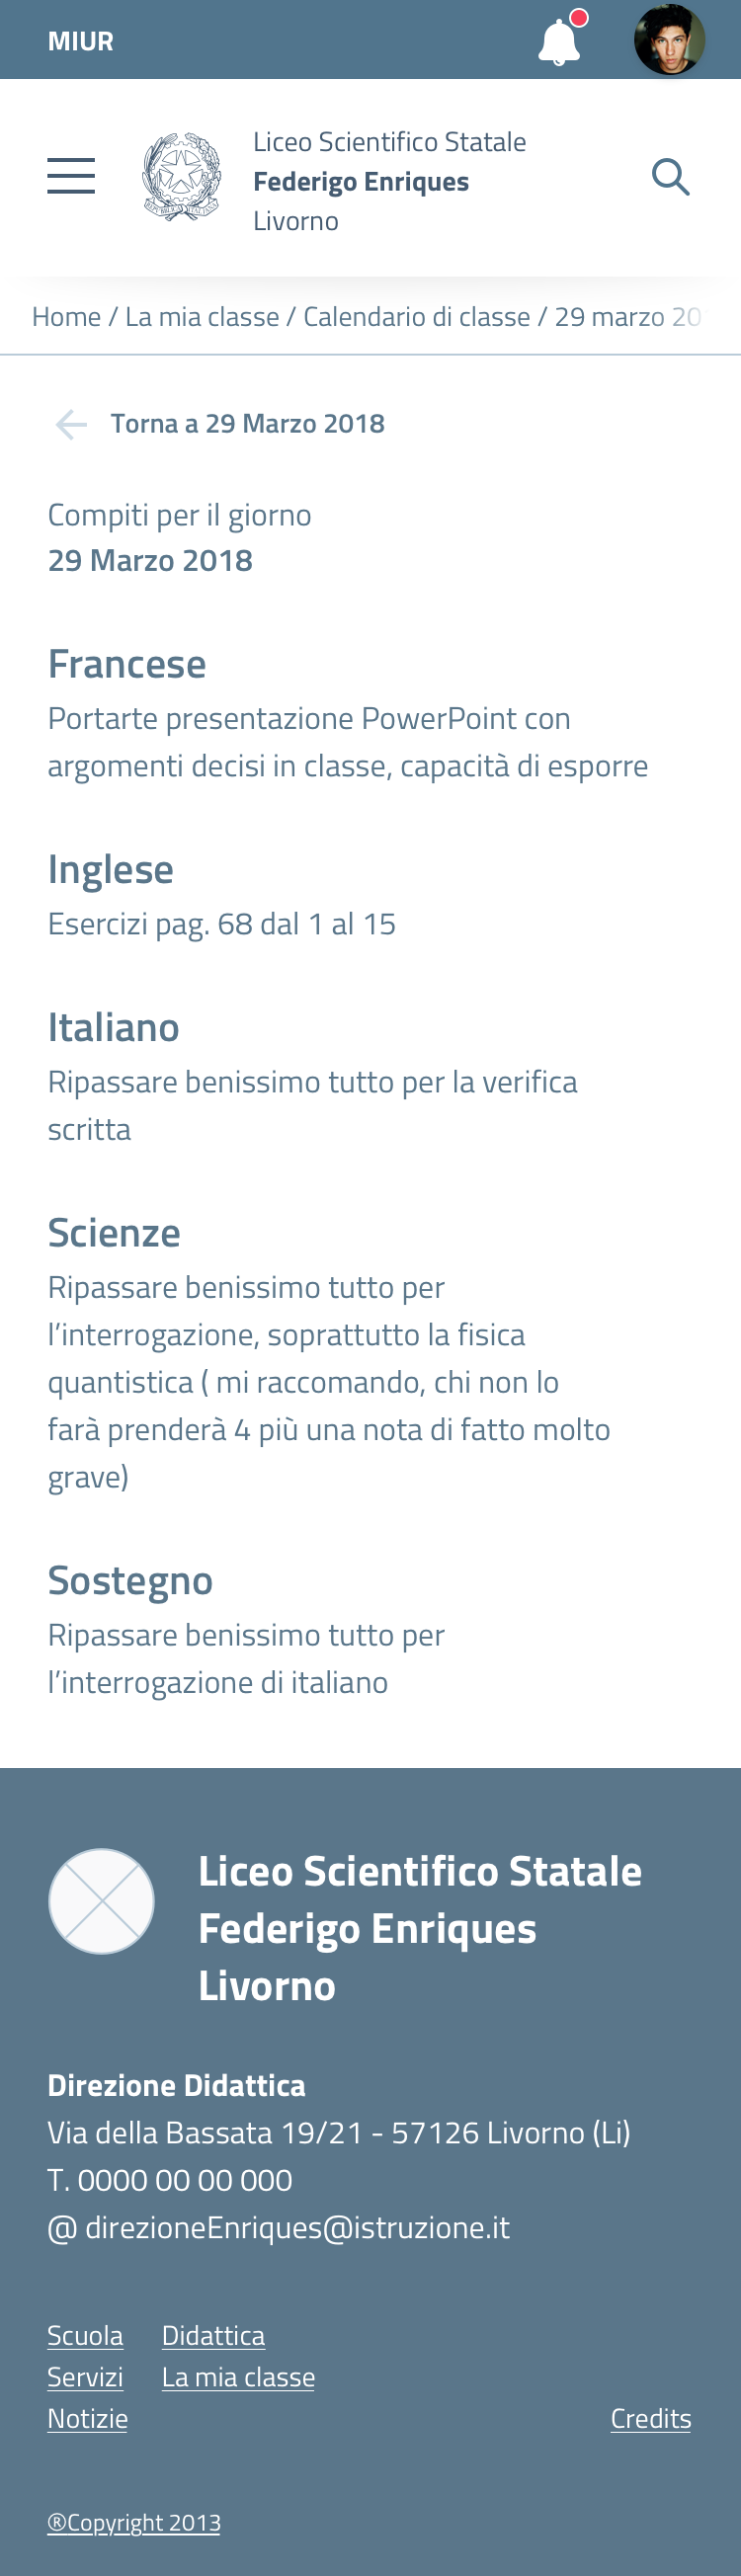 MIUR
Liceo Scientifico Statale
Federigo Enriques
Livorno
REPVBBLICA ITALIANA
Home / La mia classe / Calendario di classe / 29 marzo 20
Torna a 29 Marzo 2018
Compiti per il giorno
29 Marzo 2018
Francese
Portarte presentazione PowerPoint con
argomenti decisi in classe, capacità di esporre
Inglese
Esercizi pag. 68 dal 1 al 15
Italiano
Ripassare benissimo tutto per la verifica
scritta
Scienze
Ripassare benissimo tutto per
l’interrogazione, soprattutto la fisica
quantistica ( mi raccomando, chi non lo
farà prenderà 4 più una nota di fatto molto
grave)
Sostegno
Ripassare benissimo tutto per
l’interrogazione di italiano
Liceo Scientifico Statale
Federigo Enriques
Livorno
Direzione Didattica
Via della Bassata 19/21 - 57126 Livorno (Li)
T. 0000 00 00 000
@ direzioneEnriques@istruzione.it
Scuola Didattica
Servizi La mia classe
Notizie Credits
®Copyright 2013